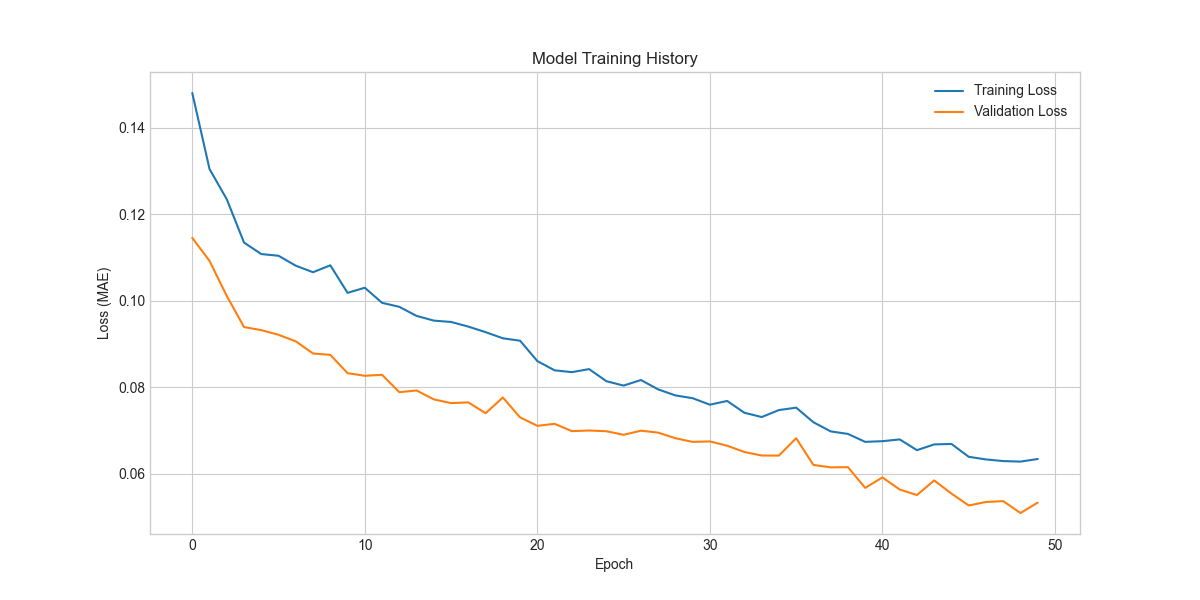 Model Training History
Training Loss
Validation Loss
0.14
0.12
0.10
0.08
0.06
Loss (MAE)
0 10 20 30 40 50
Epoch